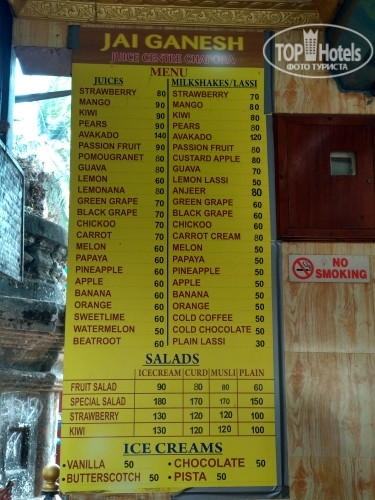 JAI GANESH
JUICE CENTRE CHAPORA
MENU
JUICES
STRAWBERRY 80
MANGO 90
KIWI 90
PEARS 90
AVAKADO 140
PASSION FRUIT 90
POMOUGRANET 80
GUAVA 80
LEMON 60
LEMONANA 80
GREEN GRAPE 70
BLACK GRAPE 70
CHICKOO 70
CARROT 70
MELON 60
PAPAYA 60
PINEAPPLE 60
APPLE 60
BANANA 60
ORANGE 60
SWEETLIME 60
WATERMELON 50
BEATROOT 60
MILKSHAKES/LASSI
STRAWBERRY 70
MANGO 80
KIWI 80
PEARS 80
AVAKADO 120
PASSION FRUIT 80
CUSTARD APPLE 80
GUAVA 70
LEMON LASSI 50
ANJEER 80
GREEN GRAPE 60
BLACK GRAPE 60
CHICKOO 60
CARROT CREAM 80
MELON 50
PAPAYA 50
PINEAPPLE 50
APPLE 50
BANANA 50
ORANGE 50
COLD COFFEE 50
COLD CHOCOLATE 50
PLAIN LASSI 30
SALADS
ICECREAM CURD MUSLI PLAIN
FRUIT SALAD 90 80 80 60
SPECIAL SALAD 180 170 170 150
STRAWBERRY 130 120 120 100
KIWI 130 120 120 100
ICE CREAMS
•VANILLA 50 •CHOCOLATE 50
•BUTTERSCOTCH 50 •PISTA 50
NO
SMOKING
TOP Hotels
ФОТО ТУРИСТА